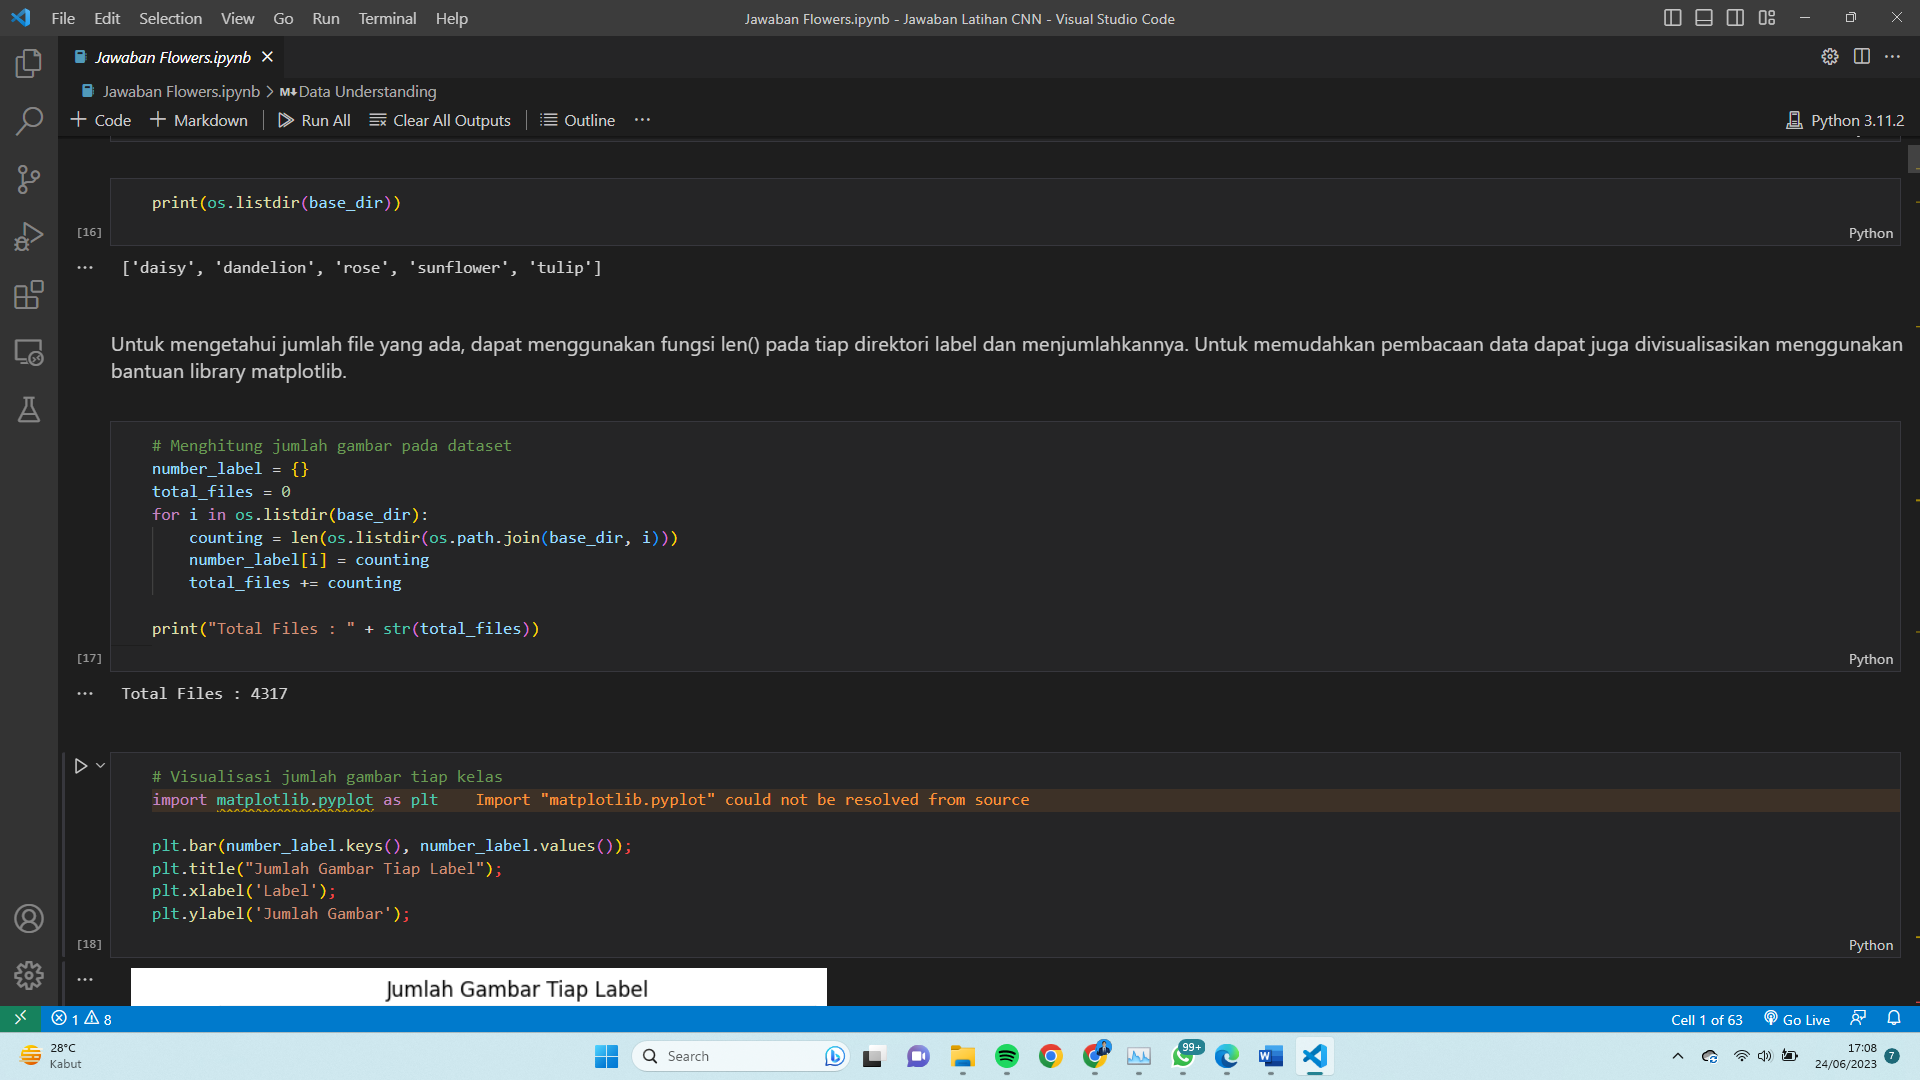 File Edit Selection View Go Run Terminal Help
Jawaban Flowers.ipynb - Jawaban Latihan CNN - Visual Studio Code
Jawaban Flowers.ipynb
Jawaban Flowers.ipynb > M↓Data Understanding
+ Code + Markdown Run All Clear All Outputs Outline ...
Python 3.11.2
print(os.listdir(base_dir))
[16]
Python
... ['daisy', 'dandelion', 'rose', 'sunflower', 'tulip']
Untuk mengetahui jumlah file yang ada, dapat menggunakan fungsi len() pada tiap direktori label dan menjumlahkannya. Untuk memudahkan pembacaan data dapat juga divisualisasikan menggunakan
bantuan library matplotlib.
# Menghitung jumlah gambar pada dataset
number_label = {}
total_files = 0
for i in os.listdir(base_dir):
    counting = len(os.listdir(os.path.join(base_dir, i)))
    number_label[i] = counting
    total_files += counting
print("Total Files : " + str(total_files))
[17]
Python
... Total Files : 4317
# Visualisasi jumlah gambar tiap kelas
import matplotlib.pyplot as plt    Import "matplotlib.pyplot" could not be resolved from source
plt.bar(number_label.keys(), number_label.values());
plt.title("Jumlah Gambar Tiap Label");
plt.xlabel('Label');
plt.ylabel('Jumlah Gambar');
[18]
Python
...
Jumlah Gambar Tiap Label
1 8
Cell 1 of 63 Go Live
28°C
Kabut
Search
99+
17:08
24/06/2023
7